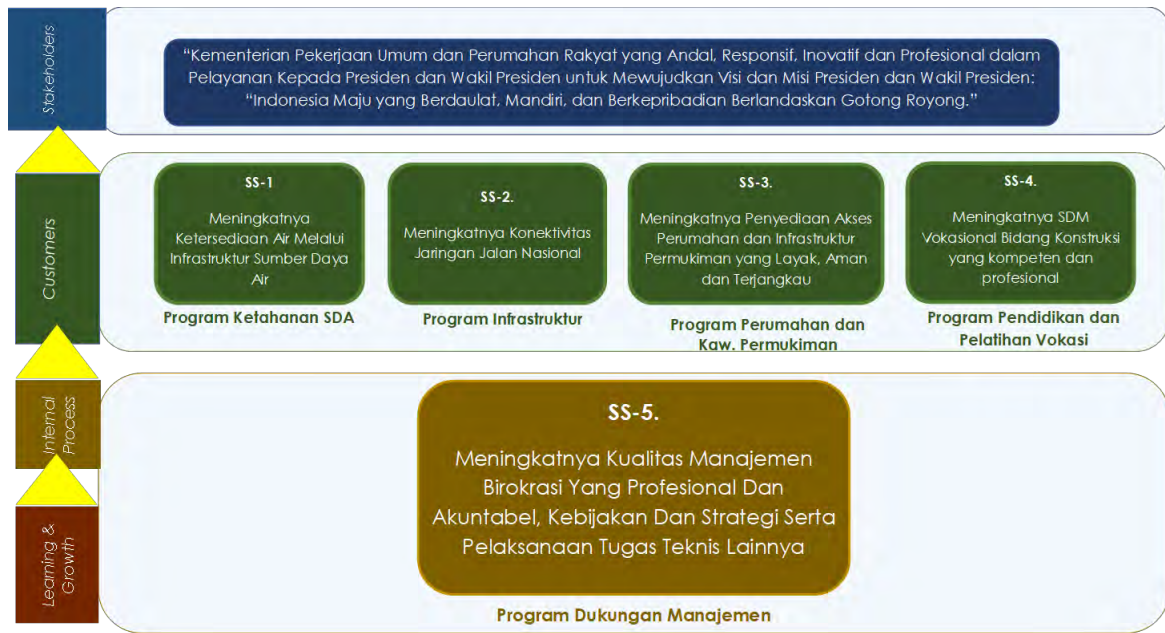 Stakeholders
“Kementerian Pekerjaan Umum dan Perumahan Rakyat yang Andal, Responsif, Inovatif dan Profesional dalam
Pelayanan Kepada Presiden dan Wakil Presiden untuk Mewujudkan Visi dan Misi Presiden dan Wakil Presiden:
“Indonesia Maju yang Berdaulat, Mandiri, dan Berkepribadian Berlandaskan Gotong Royong.”
Customers
SS-1
Meningkatnya
Ketersediaan Air Melalui
Infrastruktur Sumber Daya
Air
Program Ketahanan SDA
SS-2.
Meningkatnya Konektivitas
Jaringan Jalan Nasional
Program Infrastruktur
SS-3.
Meningkatnya Penyediaan Akses
Perumahan dan Infrastruktur
Permukiman yang Layak, Aman
dan Terjangkau
Program Perumahan dan
Kaw. Permukiman
SS-4.
Meningkatnya SDM
Vokasional Bidang Konstruksi
yang kompeten dan
profesional
Program Pendidikan dan
Pelatihan Vokasi
Internal
Process
Learning &
Growth
SS-5.
Meningkatnya Kualitas Manajemen
Birokrasi Yang Profesional Dan
Akuntabel, Kebijakan Dan Strategi Serta
Pelaksanaan Tugas Teknis Lainnya
Program Dukungan Manajemen